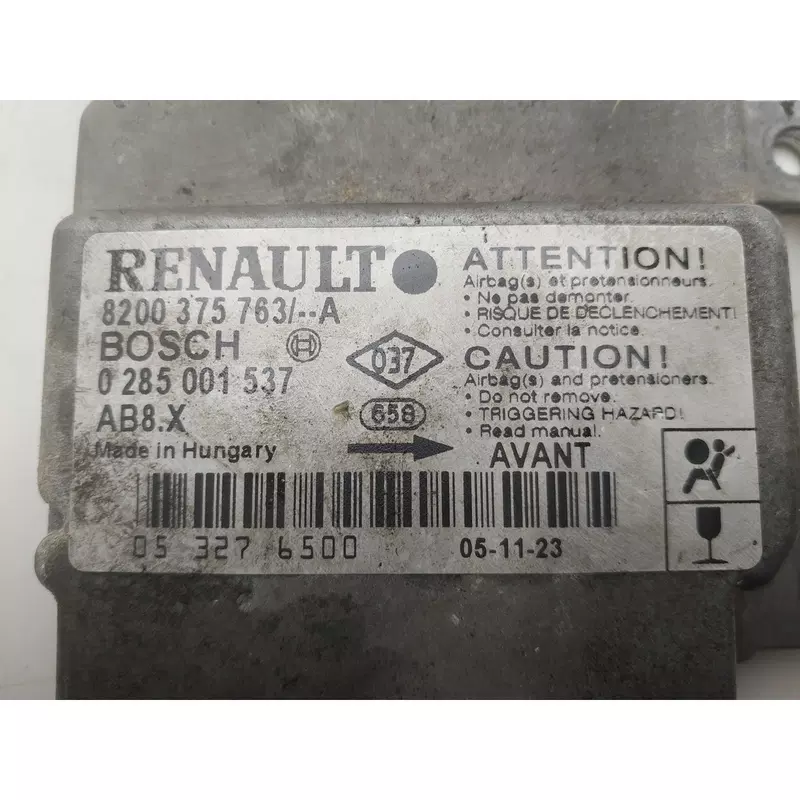 RENAULT
8200 375 763/--A
BOSCH
0 285 001 537
AB8.X
Made in Hungary
037
658
ATTENTION!
Airbag(s) et pretensionneurs.
• Ne pas demonter.
• RISQUE DE DECLENCHEMENT!
• Consulter la notice.
CAUTION!
Airbag(s) and pretensioners.
• Do not remove.
• TRIGGERING HAZARD!
• Read manual.
AVANT
05 327 6500
05-11-23